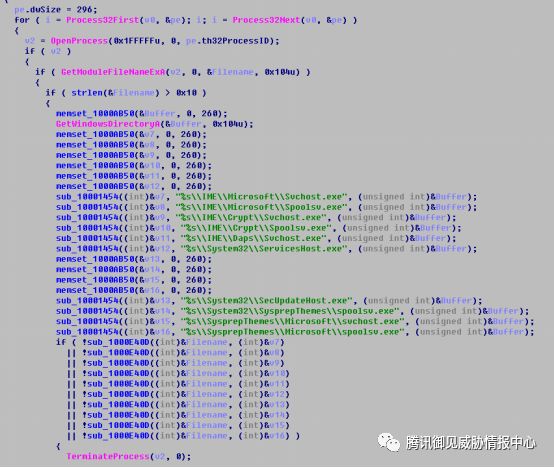 {
pe.dwSize = 296;
for ( i = Process32First(v0, &pe); i; i = Process32Next(v0, &pe) )
{
v2 = OpenProcess(0x1FFFFFu, 0, pe.th32ProcessID);
if ( v2 )
{
if ( GetModuleFileNameExA(v2, 0, &Filename, 0x104u) )
{
if ( strlen(&Filename) > 0x10 )
{
memset_1000AB50(&Buffer, 0, 260);
GetWindowsDirectoryA(&Buffer, 0x104u);
memset_1000AB50(&v7, 0, 260);
memset_1000AB50(&v8, 0, 260);
memset_1000AB50(&v9, 0, 260);
memset_1000AB50(&v10, 0, 260);
memset_1000AB50(&v11, 0, 260);
memset_1000AB50(&v12, 0, 260);
sub_10001454((int)&v7, "%s\\IME\\Microsoft\\Svchost.exe", (unsigned int)&Buffer);
sub_10001454((int)&v8, "%s\\IME\\Microsoft\\Spoolsv.exe", (unsigned int)&Buffer);
sub_10001454((int)&v9, "%s\\IME\\Crypt\\Svchost.exe", (unsigned int)&Buffer);
sub_10001454((int)&v10, "%s\\IME\\Crypt\\Spoolsv.exe", (unsigned int)&Buffer);
sub_10001454((int)&v11, "%s\\IME\\Daps\\Svchost.exe", (unsigned int)&Buffer);
sub_10001454((int)&v12, "%s\\System32\\ServicesHost.exe", (unsigned int)&Buffer);
memset_1000AB50(&v13, 0, 260);
memset_1000AB50(&v14, 0, 260);
memset_1000AB50(&v15, 0, 260);
memset_1000AB50(&v16, 0, 260);
sub_10001454((int)&v13, "%s\\System32\\SecUpdateHost.exe", (unsigned int)&Buffer);
sub_10001454((int)&v14, "%s\\System32\\SysprepThemes\\spoolsv.exe", (unsigned int)&Buffer);
sub_10001454((int)&v15, "%s\\SysprepThemes\\Microsoft\\svchost.exe", (unsigned int)&Buffer);
sub_10001454((int)&v16, "%s\\SysprepThemes\\Microsoft\\spoolsv.exe", (unsigned int)&Buffer);
if ( !sub_1000E40D((int)&Filename, (int)&v7)
|| !sub_1000E40D((int)&Filename, (int)&v8)
|| !sub_1000E40D((int)&Filename, (int)&v9)
|| !sub_1000E40D((int)&Filename, (int)&v10)
|| !sub_1000E40D((int)&Filename, (int)&v11)
|| !sub_1000E40D((int)&Filename, (int)&v12)
|| !sub_1000E40D((int)&Filename, (int)&v13)
|| !sub_1000E40D((int)&Filename, (int)&v14)
|| !sub_1000E40D((int)&Filename, (int)&v15)
|| !sub_1000E40D((int)&Filename, (int)&v16) )
{
TerminateProcess(v2, 0);
腾讯御见威胁情报中心